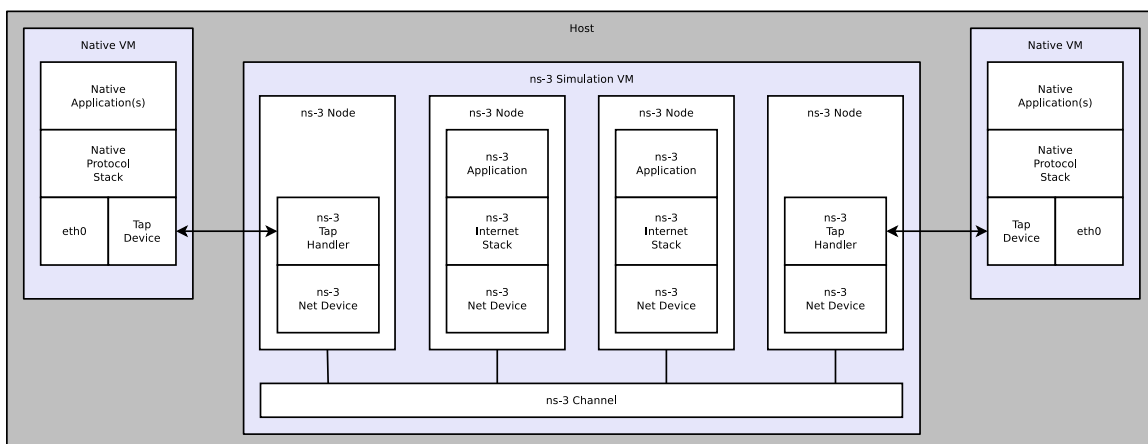 Host
Native VM
Native
Application(s)
Native
Protocol
Stack
eth0
Tap
Device
ns-3 Simulation VM
ns-3 Node
ns-3
Tap
Handler
ns-3
Net Device
ns-3 Node
ns-3
Application
ns-3
Internet
Stack
ns-3
Net Device
ns-3 Node
ns-3
Application
ns-3
Internet
Stack
ns-3
Net Device
ns-3 Node
ns-3
Tap
Handler
ns-3
Net Device
ns-3 Channel
Native VM
Native
Application(s)
Native
Protocol
Stack
Tap
Device
eth0